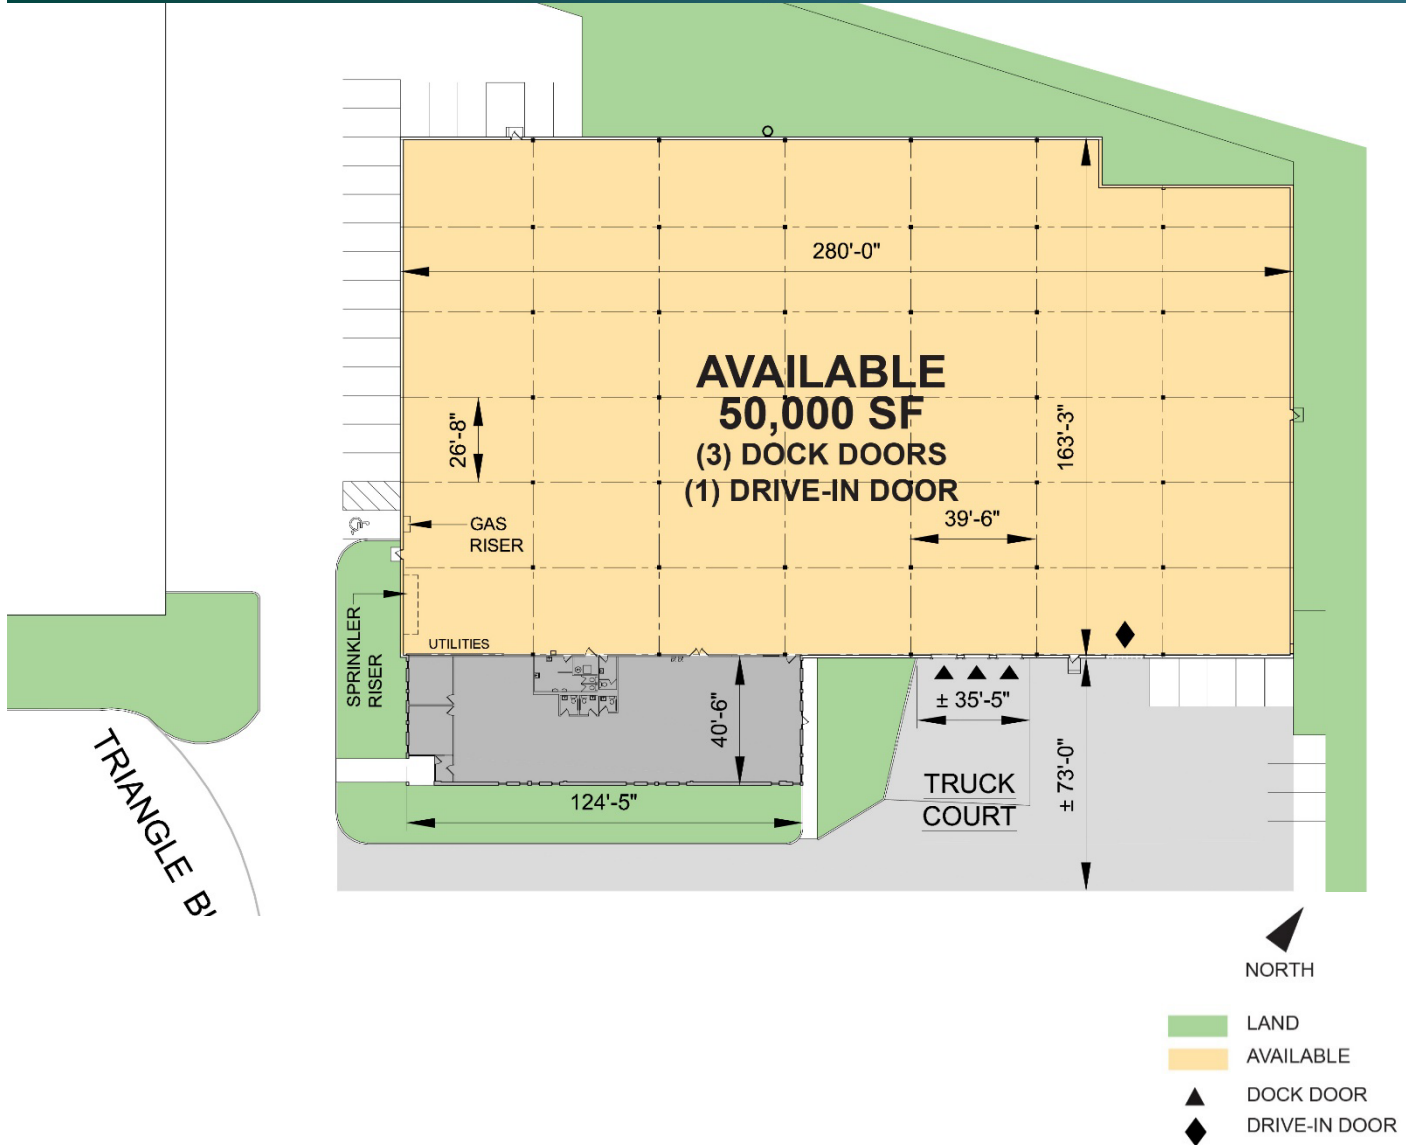 280'-0"
AVAILABLE
50,000 SF
(3) DOCK DOORS
(1) DRIVE-IN DOOR
26'-8"
163'-3"
39'-6"
GAS
RISER
SPRINKLER
RISER
UTILITIES
40'-6"
± 35'-5"
124'-5"
TRUCK
COURT
± 73'-0"
TRIANGLE
NORTH
LAND
AVAILABLE
DOCK DOOR
DRIVE-IN DOOR